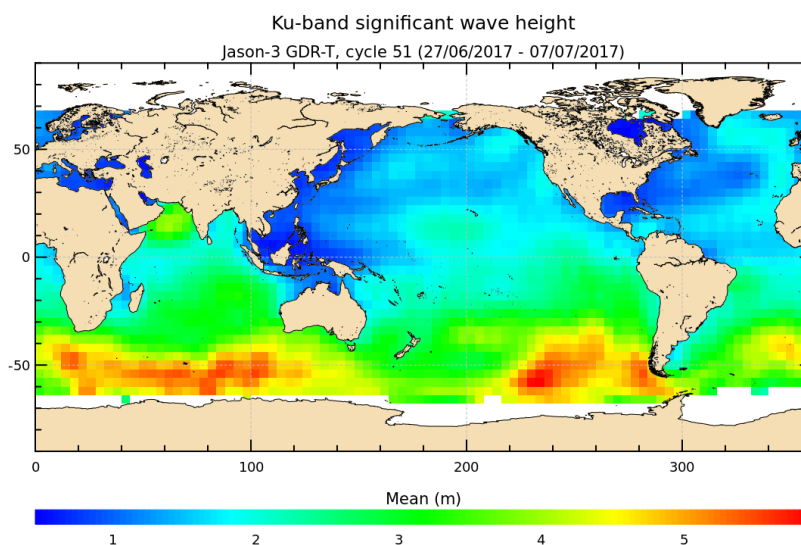 Ku-band significant wave height
Jason-3 GDR-T, cycle 51 (27/06/2017 - 07/07/2017)
50
0
-50
0 100 200 300
Mean (m)
1 2 3 4 5